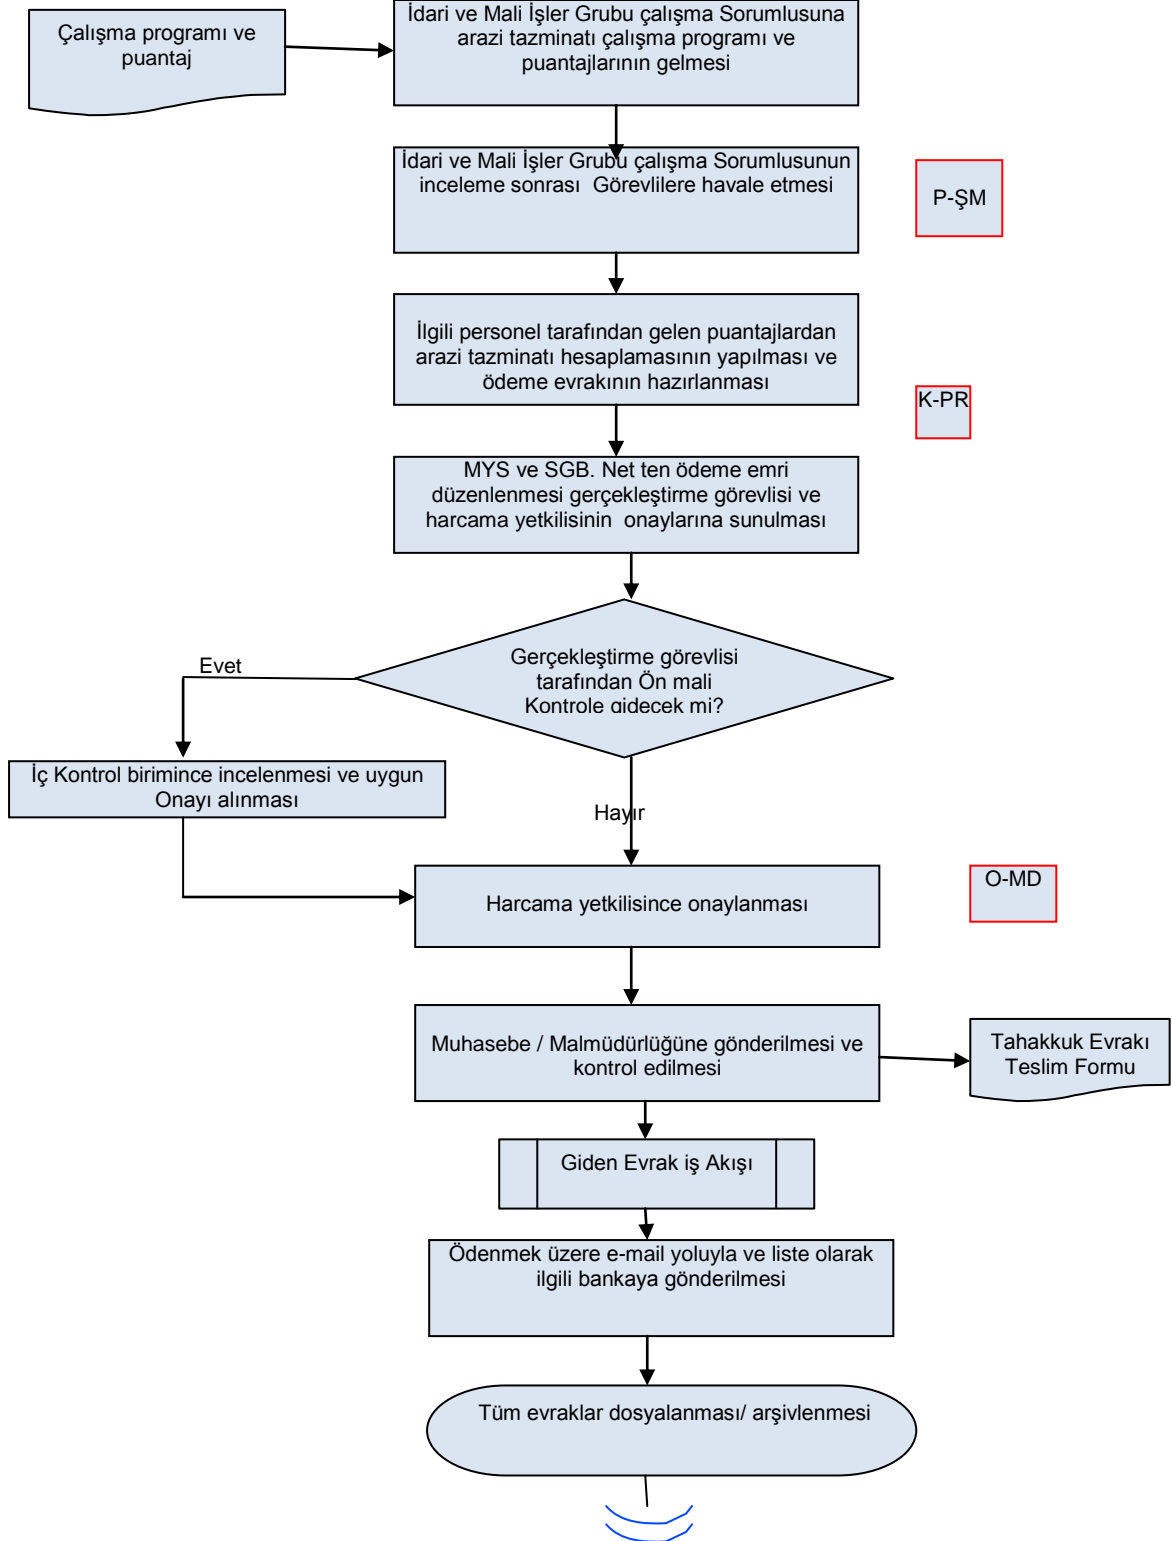 Çalışma programı ve
puantaj
İdari ve Mali İşler Grubu çalışma Sorumlusuna
arazi tazminatı çalışma programı ve
puantajlarının gelmesi
İdari ve Mali İşler Grubu çalışma Sorumlusunun
inceleme sonrası  Görevlilere havale etmesi
P-ŞM
İlgili personel tarafından gelen puantajlardan
arazi tazminatı hesaplamasının yapılması ve
ödeme evrakının hazırlanması
K-PR
MYS ve SGB. Net ten ödeme emri
düzenlenmesi gerçekleştirme görevlisi ve
harcama yetkilisinin  onaylarına sunulması
Gerçekleştirme görevlisi
tarafından Ön mali
Kontrole gidecek mi?
Evet
İç Kontrol birimince incelenmesi ve uygun
Onayı alınması
Hayır
Harcama yetkilisince onaylanması
O-MD
Muhasebe / Malmüdürlüğüne gönderilmesi ve
kontrol edilmesi
Tahakkuk Evrakı
Teslim Formu
Giden Evrak iş Akışı
Ödenmek üzere e-mail yoluyla ve liste olarak
ilgili bankaya gönderilmesi
Tüm evraklar dosyalanması/ arşivlenmesi